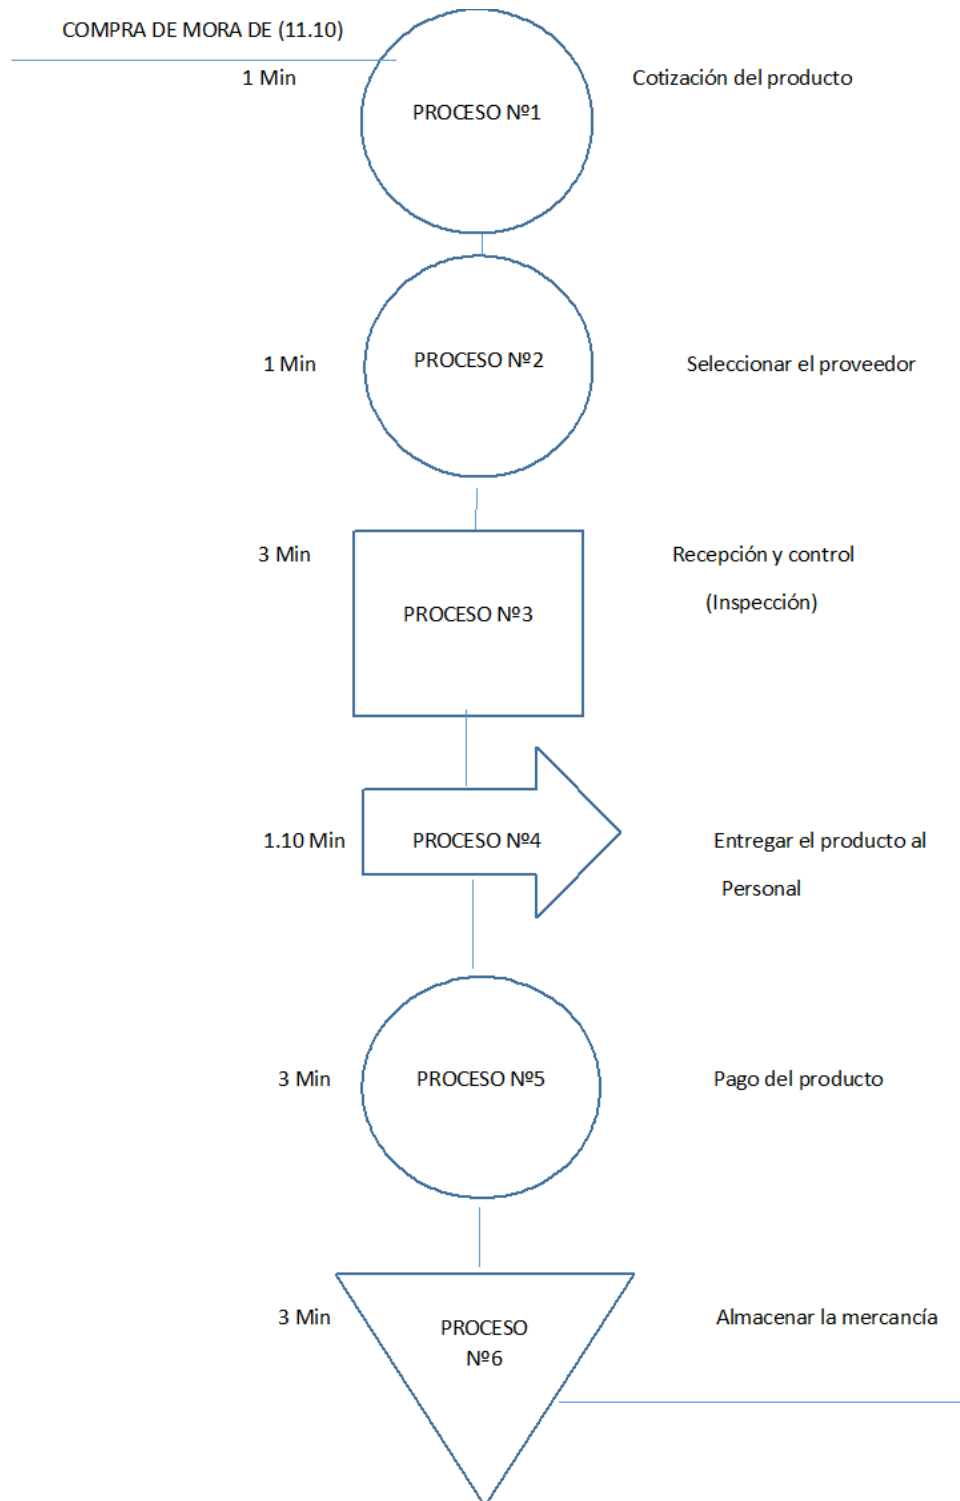 COMPRA DE MORA DE (11.10)
1 Min
PROCESO Nº1
Cotización del producto
1 Min
PROCESO Nº2
Seleccionar el proveedor
3 Min
Recepción y control
(Inspección)
PROCESO Nº3
1.10 Min
PROCESO Nº4
Entregar el producto al
Personal
3 Min
PROCESO Nº5
Pago del producto
3 Min
PROCESO
Nº6
Almacenar la mercancía